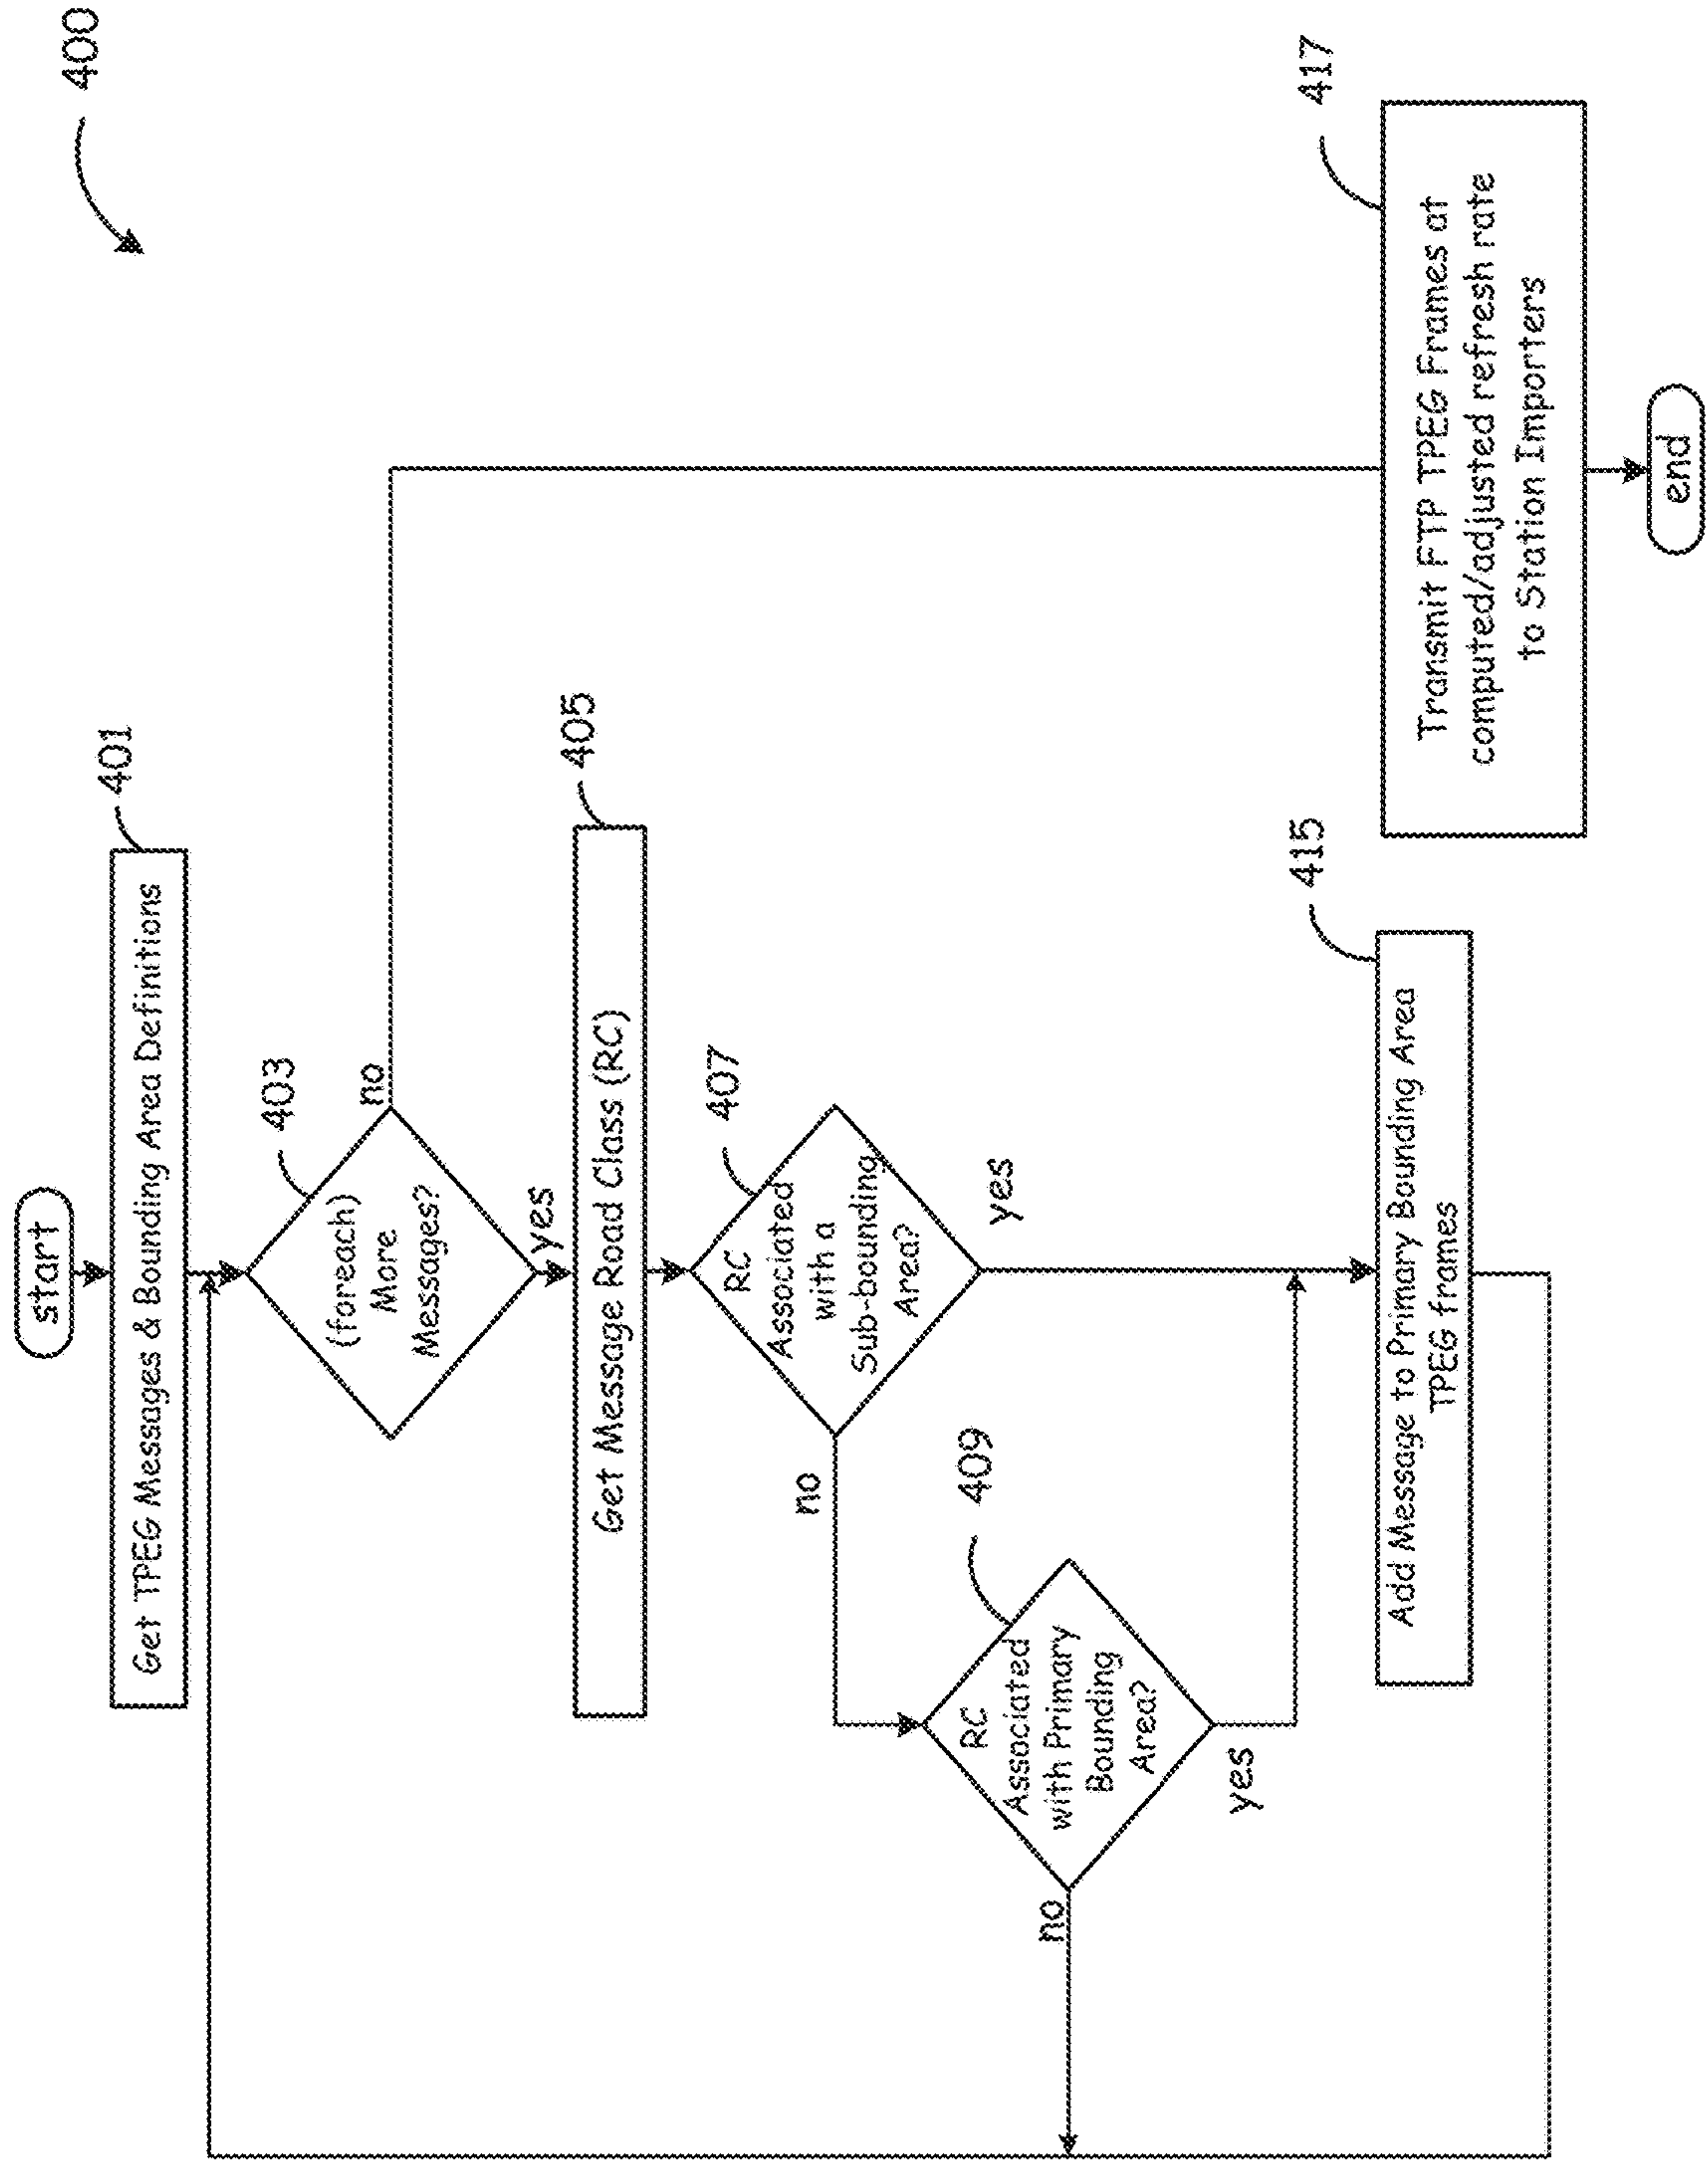 400
start
401
Get TPEG Messages & Bounding Area Definitions
403
(foreach)
More
Messages?
no
yes
405
Get Message Road Class (RC)
407
RC
Associated
with a
Sub-bounding
Area?
no
yes
409
RC
Associated
with Primary
Bounding
Area?
no
yes
415
Add Message to Primary Bounding Area
TPEG frames
417
Transmit FTP TPEG Frames at
computed/adjusted refresh rate
to Station Importers
end